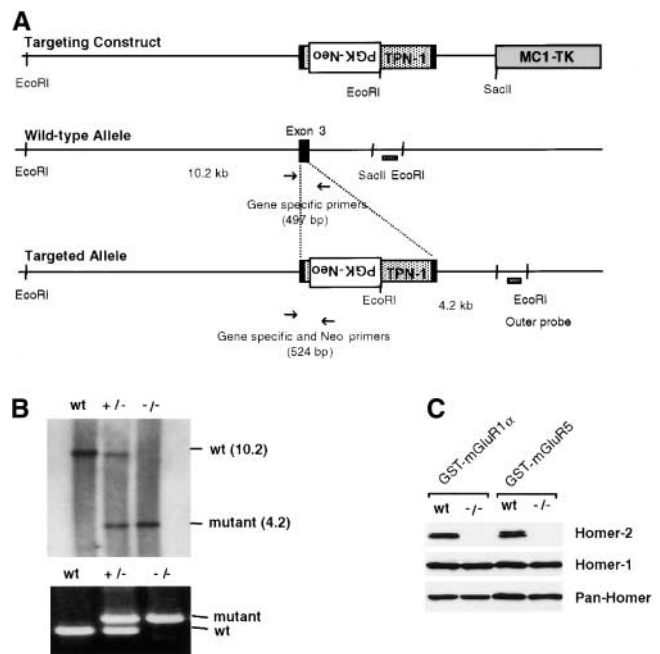 A
Targeting Construct
PGK-Neo
TPN-1
MC1-TK
EcoRI
EcoRI
SacII
Wild-type Allele
Exon 3
EcoRI
10.2 kb
SacII EcoRI
Gene specific primers
(497 bp)
Targeted Allele
PGK-Neo
TPN-1
EcoRI
EcoRI
4.2 kb
EcoRI
Outer probe
Gene specific and Neo primers
(524 bp)
B
wt +/- -/-
wt (10.2)
mutant (4.2)
wt +/- -/-
mutant
wt
C
GST-mGluR1α
GST-mGluR5
wt -/- wt -/-
Homer-2
Homer-1
Pan-Homer